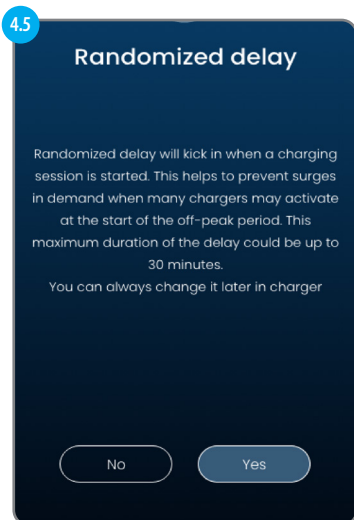 4.5
Randomized delay
Randomized delay will kick in when a charging
session is started. This helps to prevent surges
in demand when many chargers may activate
at the start of the off-peak period. This
maximum duration of the delay could be up to
30 minutes.
You can always change it later in charger
No
Yes